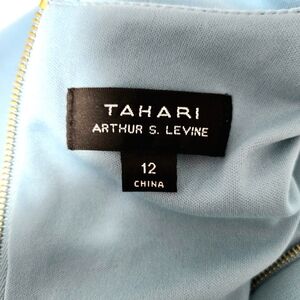 TAHARI
ARTHUR S. LEVINE
12
CHINA